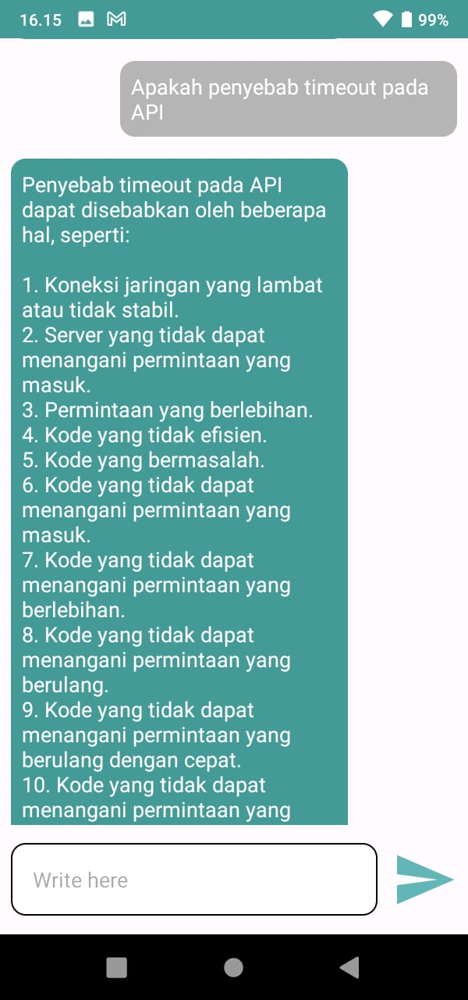 16.15
99%
Apakah penyebab timeout pada
API
Penyebab timeout pada API
dapat disebabkan oleh beberapa
hal, seperti:
1. Koneksi jaringan yang lambat
atau tidak stabil.
2. Server yang tidak dapat
menangani permintaan yang
masuk.
3. Permintaan yang berlebihan.
4. Kode yang tidak efisien.
5. Kode yang bermasalah.
6. Kode yang tidak dapat
menangani permintaan yang
masuk.
7. Kode yang tidak dapat
menangani permintaan yang
berlebihan.
8. Kode yang tidak dapat
menangani permintaan yang
berulang.
9. Kode yang tidak dapat
menangani permintaan yang
berulang dengan cepat.
10. Kode yang tidak dapat
menangani permintaan yang
Write here